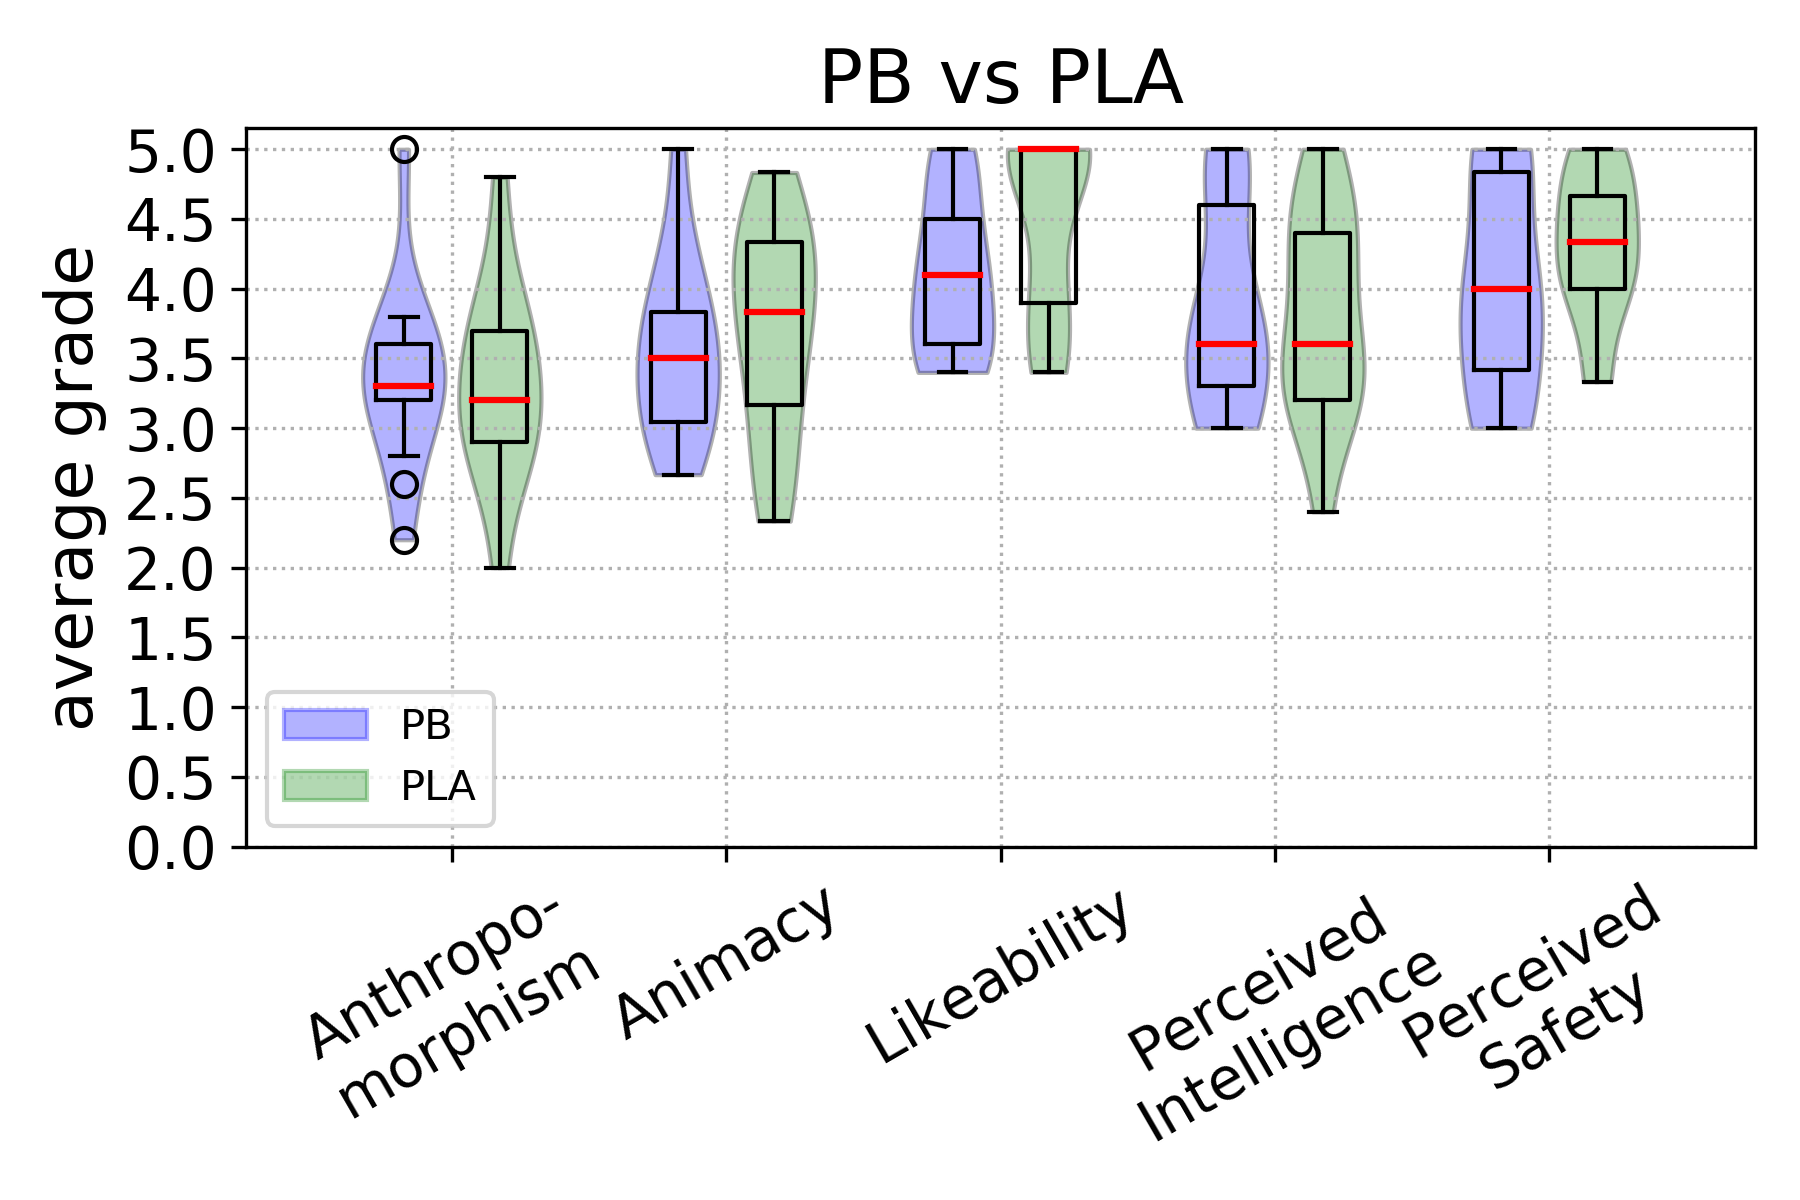 PB vs PLA
average grade
5.0
4.5
4.0
3.5
3.0
2.5
2.0
1.5
1.0
0.5
0.0
PB
PLA
Anthropo-
morphism
Animacy
Likeability
Perceived
Intelligence
Perceived
Safety